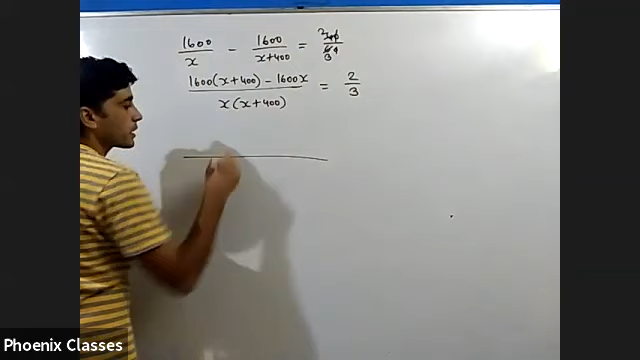 1600/x − 1600/(x+400) = 2/3
(1600(x+400) − 1600x)/(x(x+400)) = 2/3
Phoenix Classes